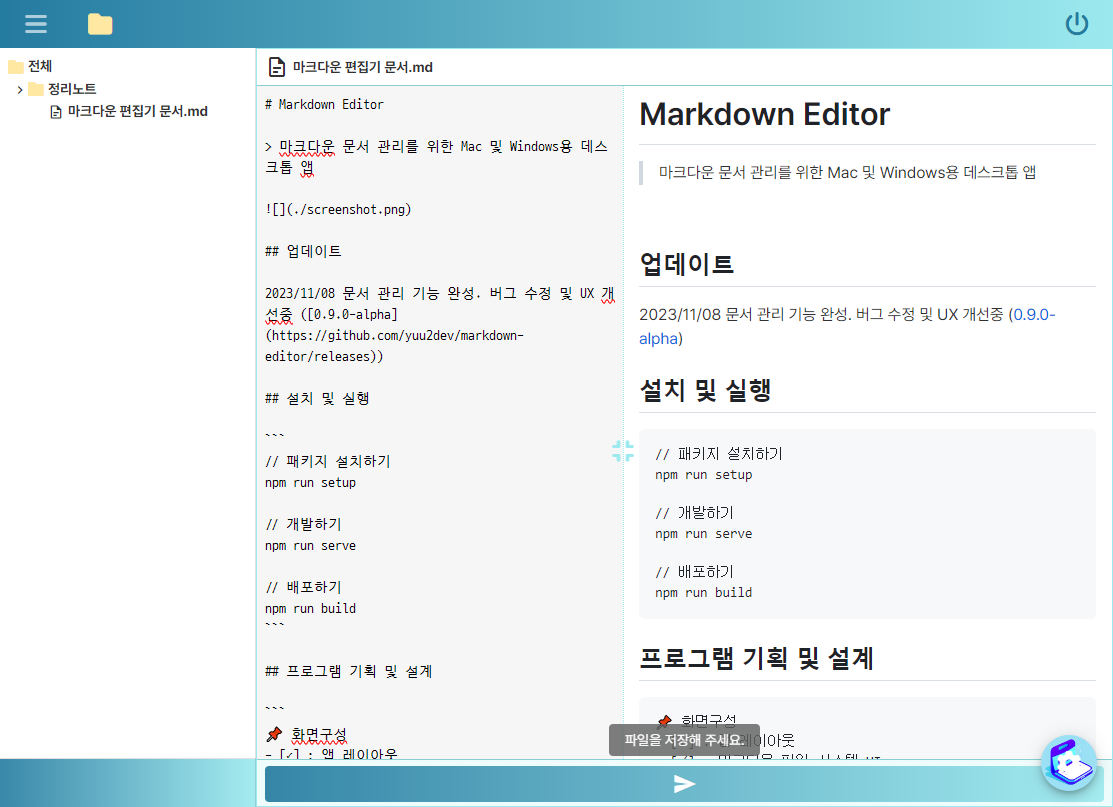 전체
정리노트
마크다운 편집기 문서.md
마크다운 편집기 문서.md
# Markdown Editor
> 마크다운 문서 관리를 위한 Mac 및 Windows용 데스
크톱 앱
![](./screenshot.png)
## 업데이트
2023/11/08 문서 관리 기능 완성. 버그 수정 및 UX 개
선중 ([0.9.0-alpha]
(https://github.com/yuu2dev/markdown-
editor/releases))
## 설치 및 실행
```
// 패키지 설치하기
npm run setup
// 개발하기
npm run serve
// 배포하기
npm run build
```
## 프로그램 기획 및 설계
```
📌 화면구성
- [✓] : 앱 레이아웃
Markdown Editor
마크다운 문서 관리를 위한 Mac 및 Windows용 데스크톱 앱
업데이트
2023/11/08 문서 관리 기능 완성. 버그 수정 및 UX 개선중 (0.9.0-
alpha)
설치 및 실행
// 패키지 설치하기
npm run setup
// 개발하기
npm run serve
// 배포하기
npm run build
프로그램 기획 및 설계
📌 화면구성
레이아웃
파일을 저장해 주세요.